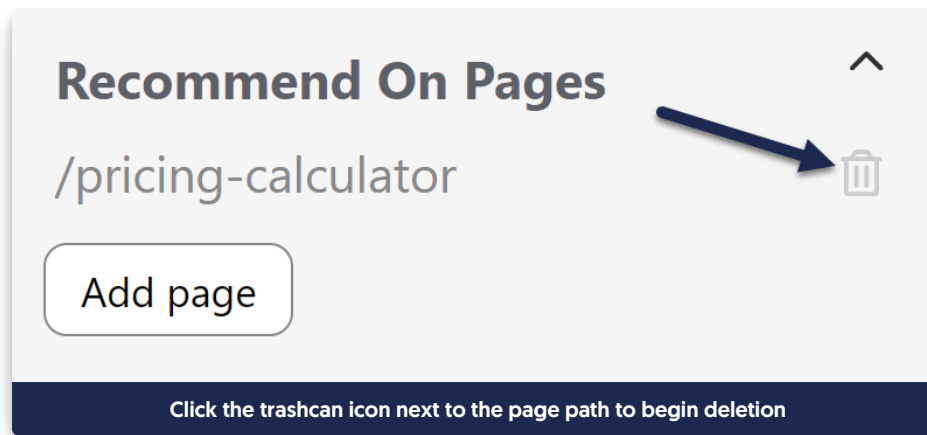 Recommend On Pages
/pricing-calculator
Add page
Click the trashcan icon next to the page path to begin deletion